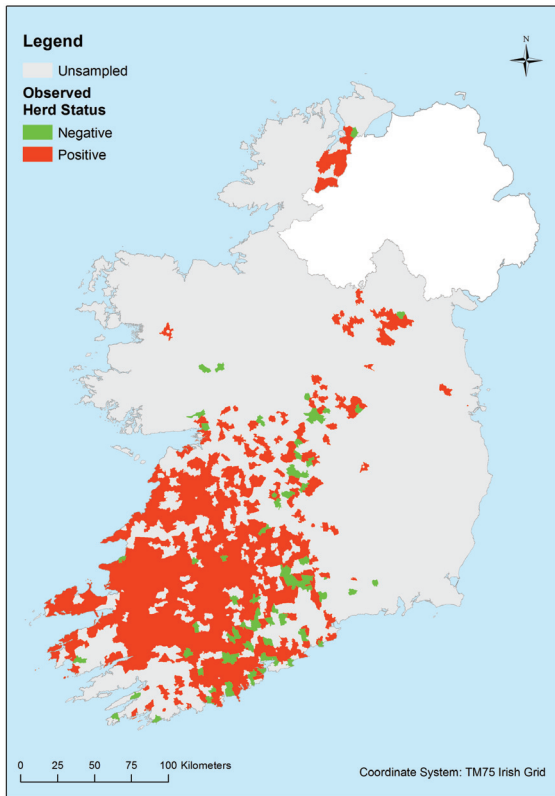 Legend
Unsampled
Observed
Herd Status
Negative
Positive
N
0 25 50 75 100 Kilometers
Coordinate System: TM75 Irish Grid